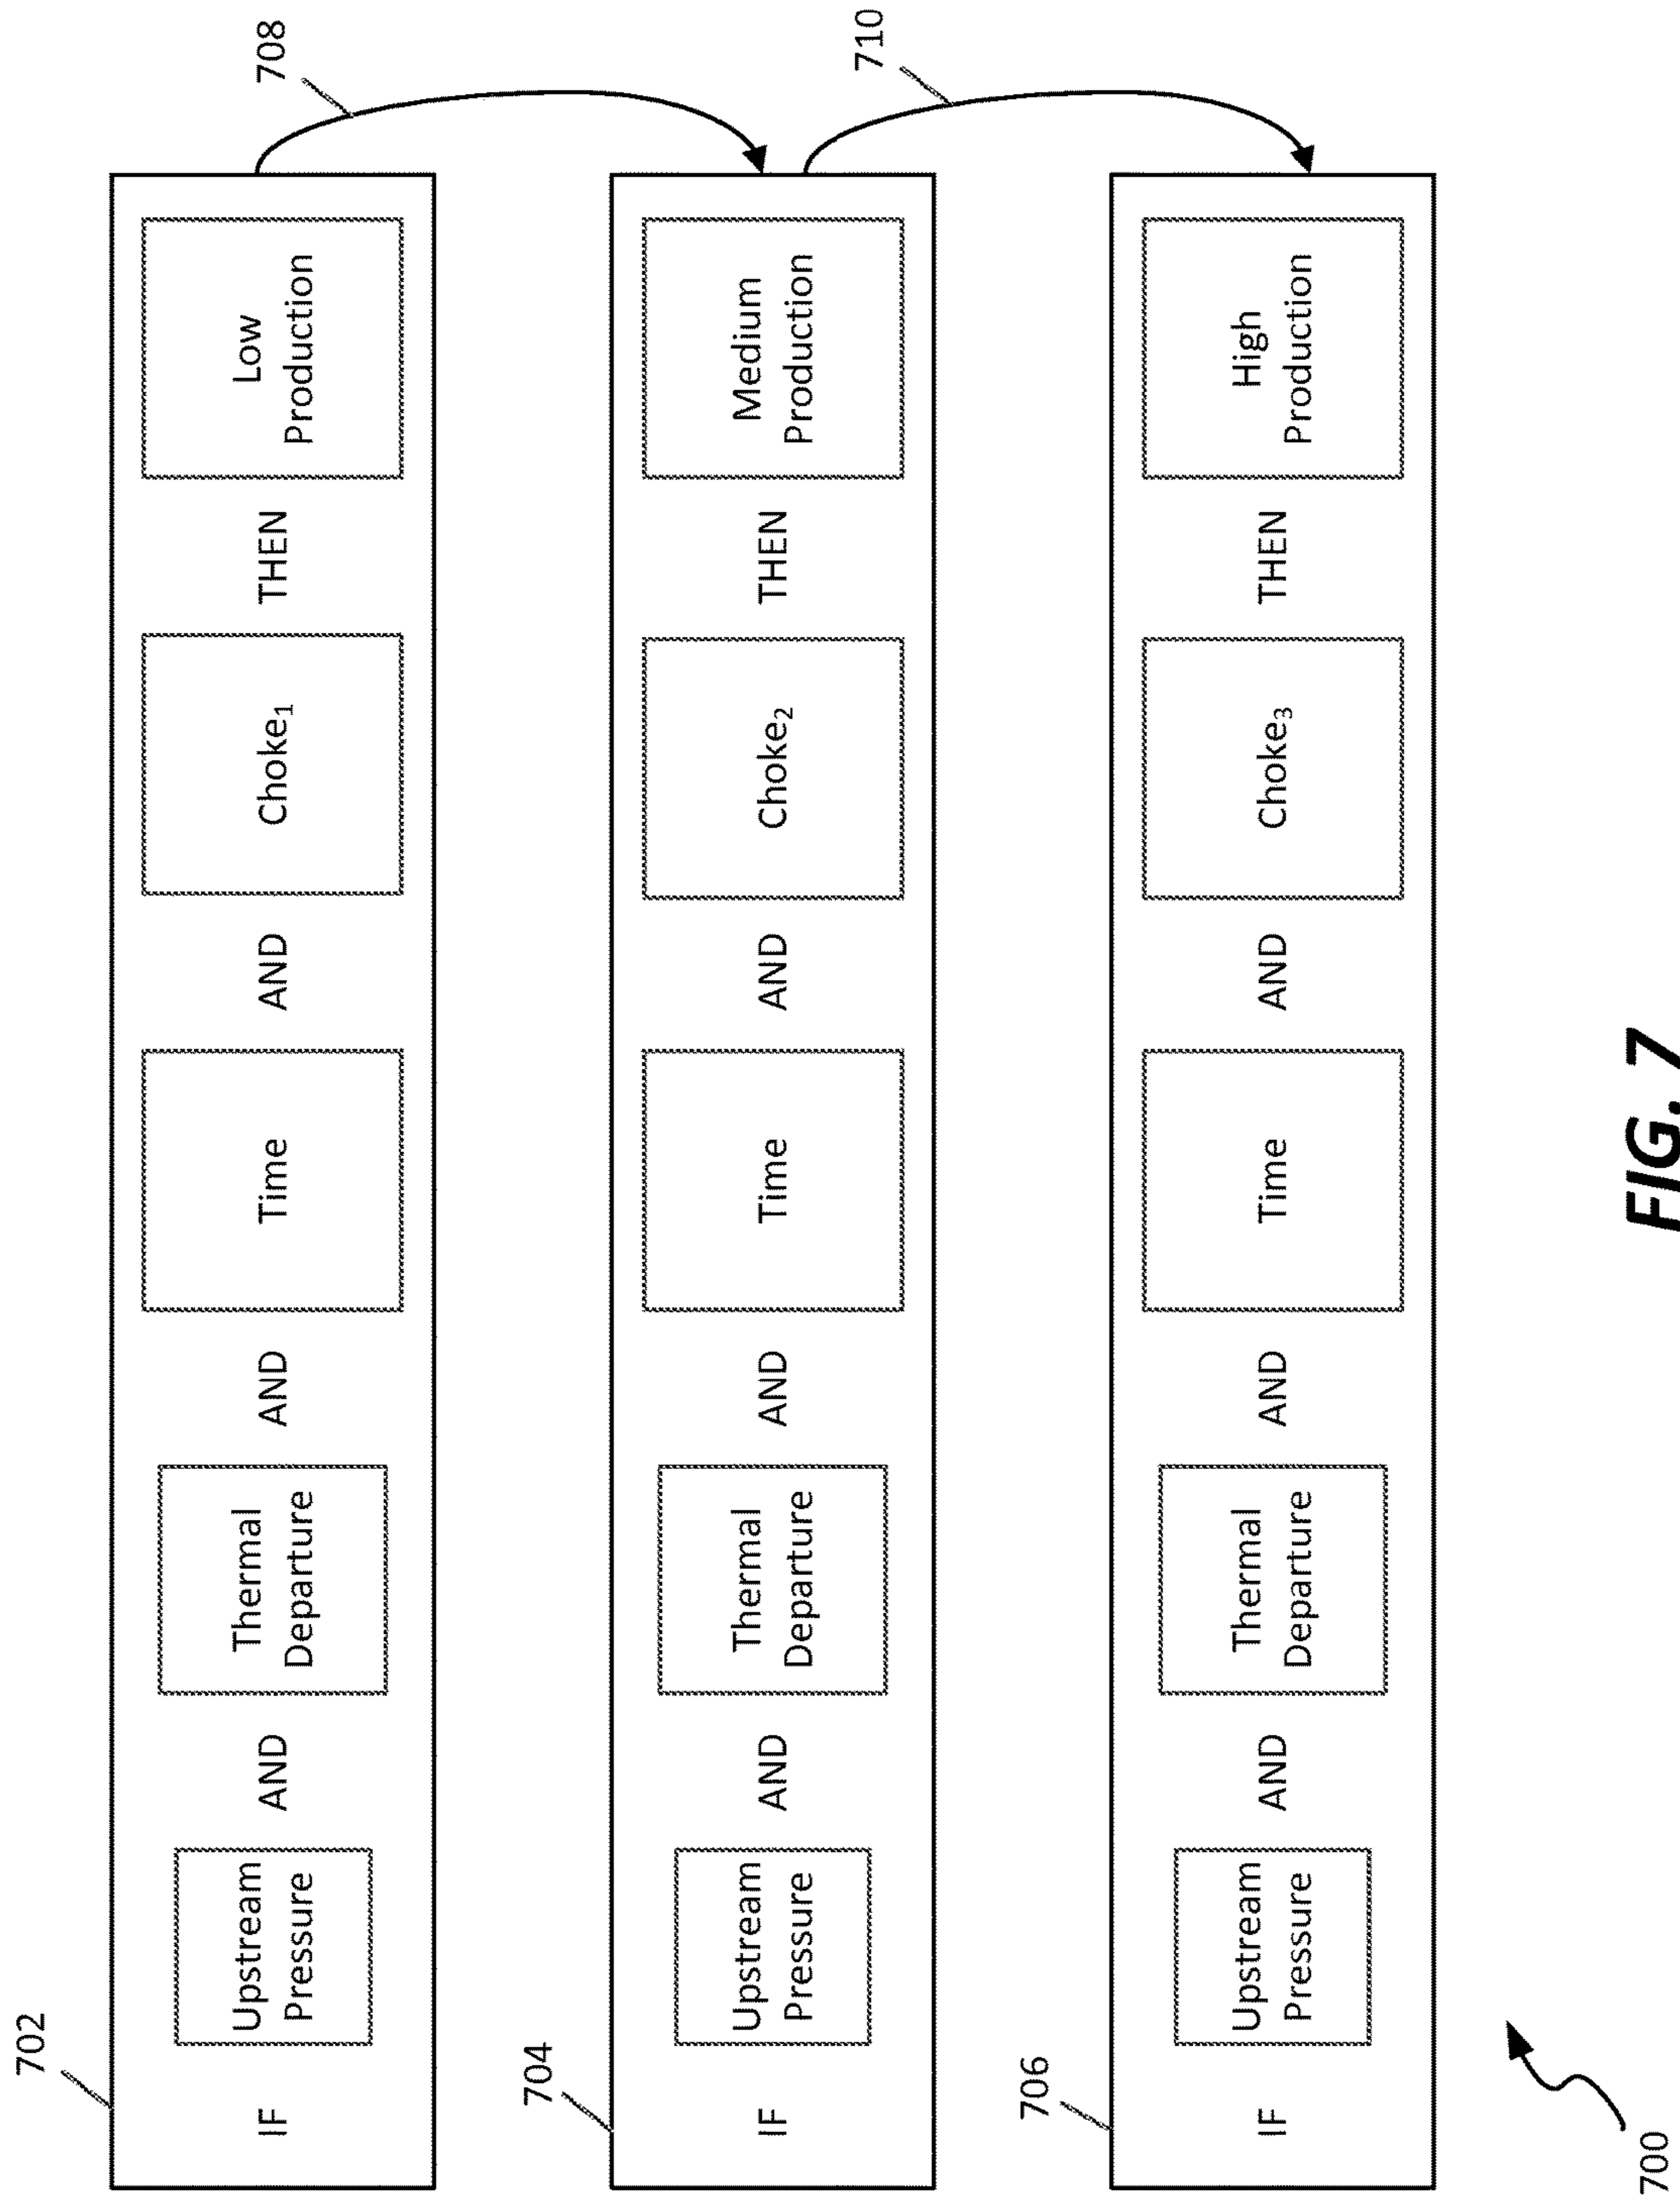 702
IF
Upstream
Pressure
AND
Thermal
Departure
AND
Time
AND
Choke₁
THEN
Low
Production
708
704
IF
Upstream
Pressure
AND
Thermal
Departure
AND
Time
AND
Choke₂
THEN
Medium
Production
710
706
IF
Upstream
Pressure
AND
Thermal
Departure
AND
Time
AND
Choke₃
THEN
High
Production
700
FIG. 7